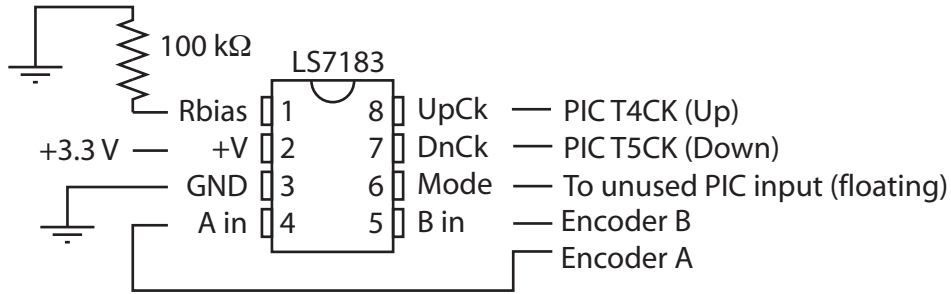 100 kΩ
LS7183
Rbias 1 8 UpCk PIC T4CK (Up)
+3.3 V +V 2 7 DnCk PIC T5CK (Down)
GND 3 6 Mode To unused PIC input (floating)
A in 4 5 B in Encoder B
Encoder A